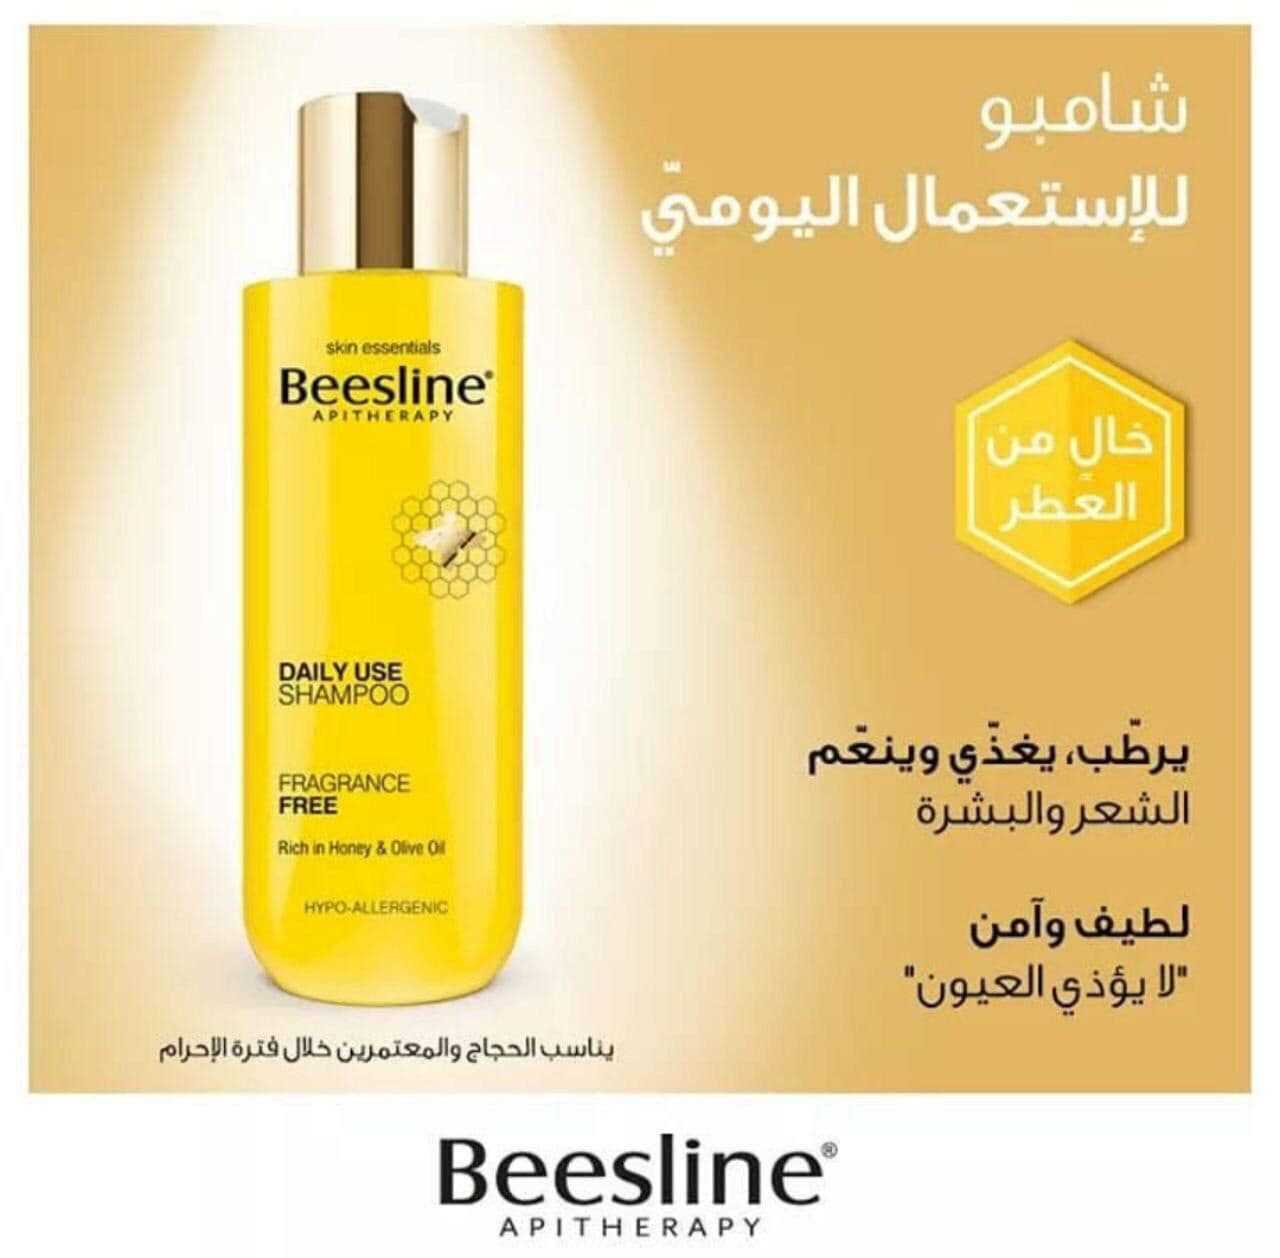 شامبو
للإستعمال اليوميّ
خالٍ من
العطر
يرطّب، يغذّي وينعّم
الشعر والبشرة
لطيف وآمن
"لا يؤذي العيون"
skin essentials
Beesline®
APITHERAPY
DAILY USE
SHAMPOO
FRAGRANCE
FREE
Rich in Honey & Olive Oil
HYPO-ALLERGENIC
يناسب الحجاج والمعتمرين خلال فترة الإحرام
Beesline®
APITHERAPY